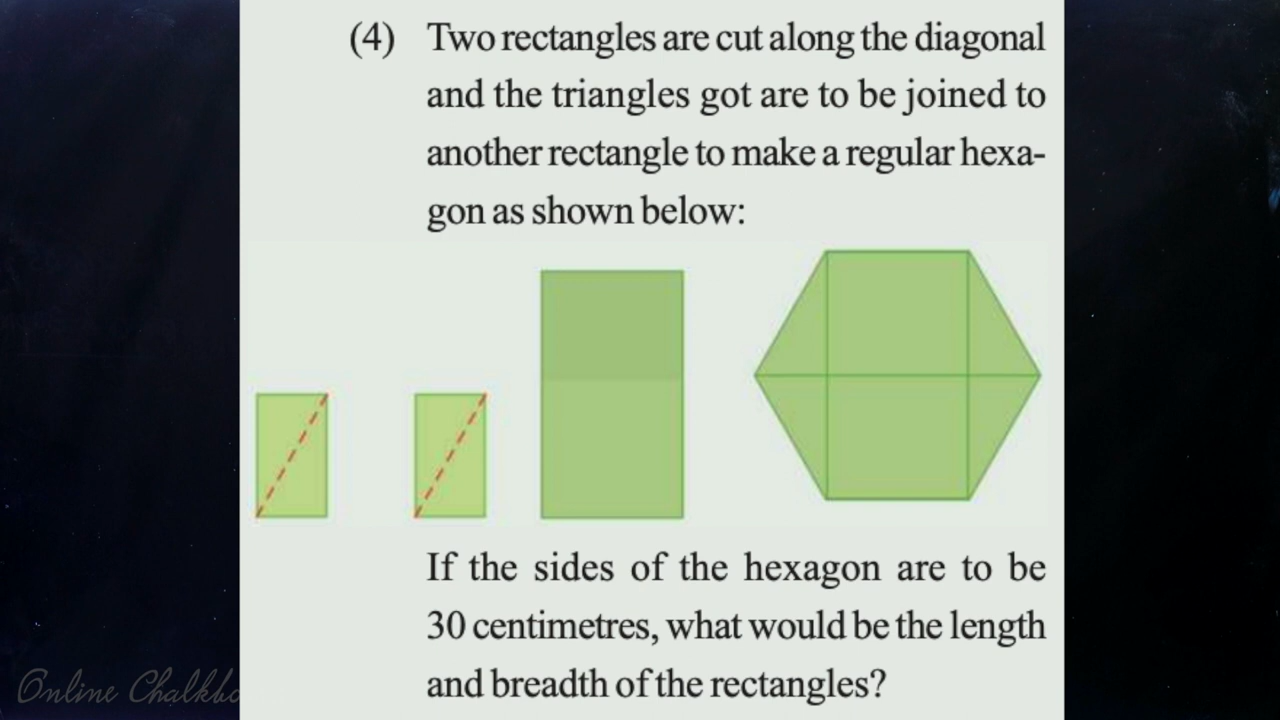 (4) Two rectangles are cut along the diagonal
and the triangles got are to be joined to
another rectangle to make a regular hexa-
gon as shown below:
If the sides of the hexagon are to be
30 centimetres, what would be the length
and breadth of the rectangles?
Online